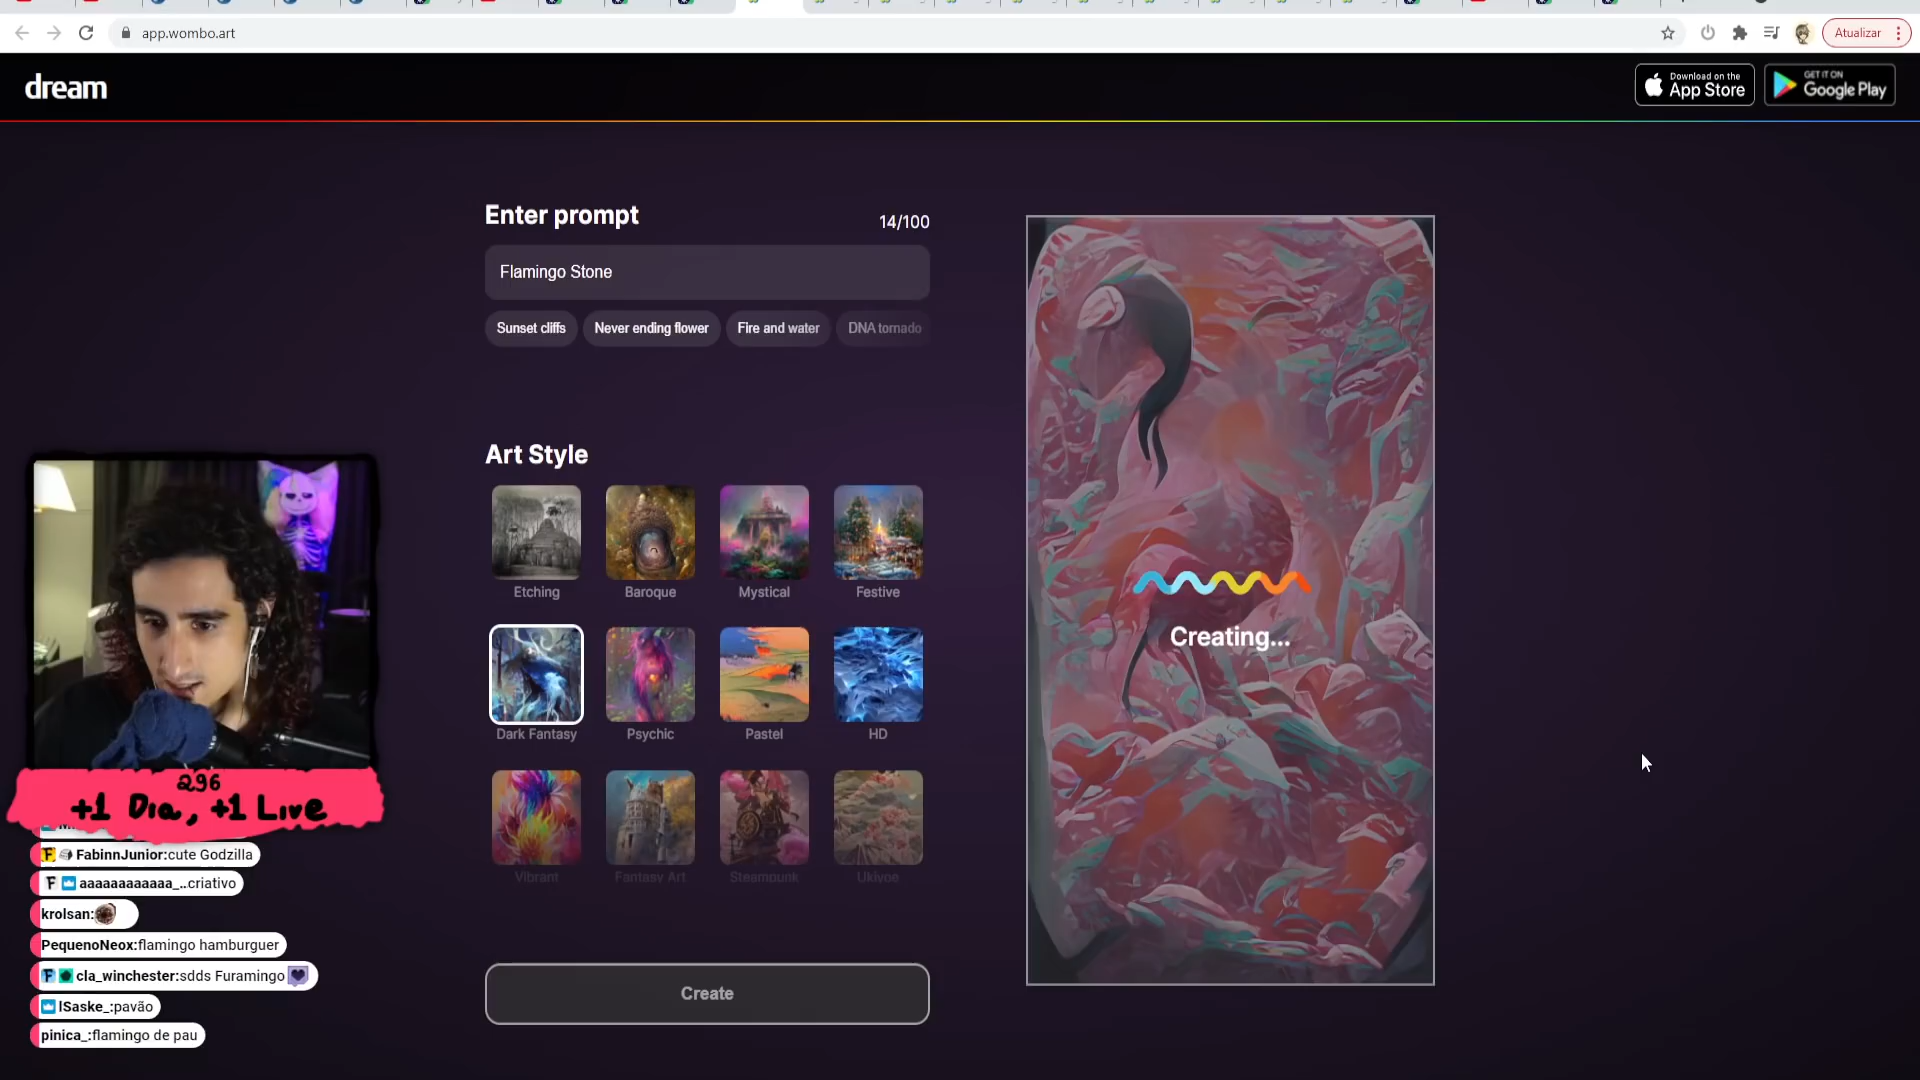 app.wombo.art
Atualizar
dream
Download on the
App Store
GET IT ON
Google Play
Enter prompt
14/100
Flamingo Stone
Sunset cliffs
Never ending flower
Fire and water
DNA tornado
Art Style
Etching
Baroque
Mystical
Festive
Dark Fantasy
Psychic
Pastel
HD
Vibrant
Fantasy Art
Steampunk
Ukiyoe
Create
Creating...
296
+1 Dia, +1 Live
FabinnJunior:cute Godzilla
aaaaaaaaaaaa_..criativo
krolsan:
PequenoNeox:flamingo hamburguer
cla_winchester:sdds Furamingo
lSaske_:pavão
pinica_:flamingo de pau